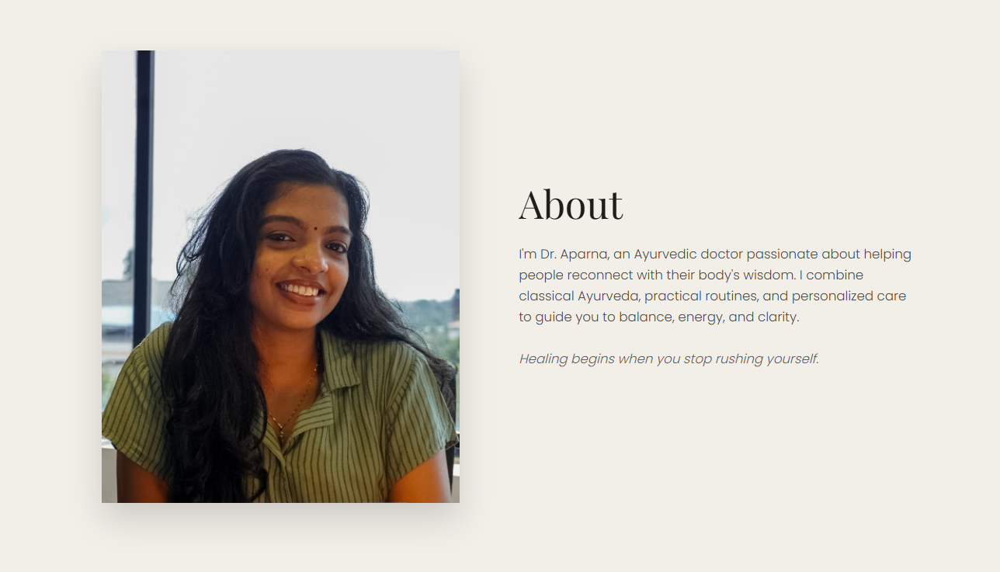 About
I'm Dr. Aparna, an Ayurvedic doctor passionate about helping
people reconnect with their body's wisdom. I combine
classical Ayurveda, practical routines, and personalized care
to guide you to balance, energy, and clarity.
Healing begins when you stop rushing yourself.